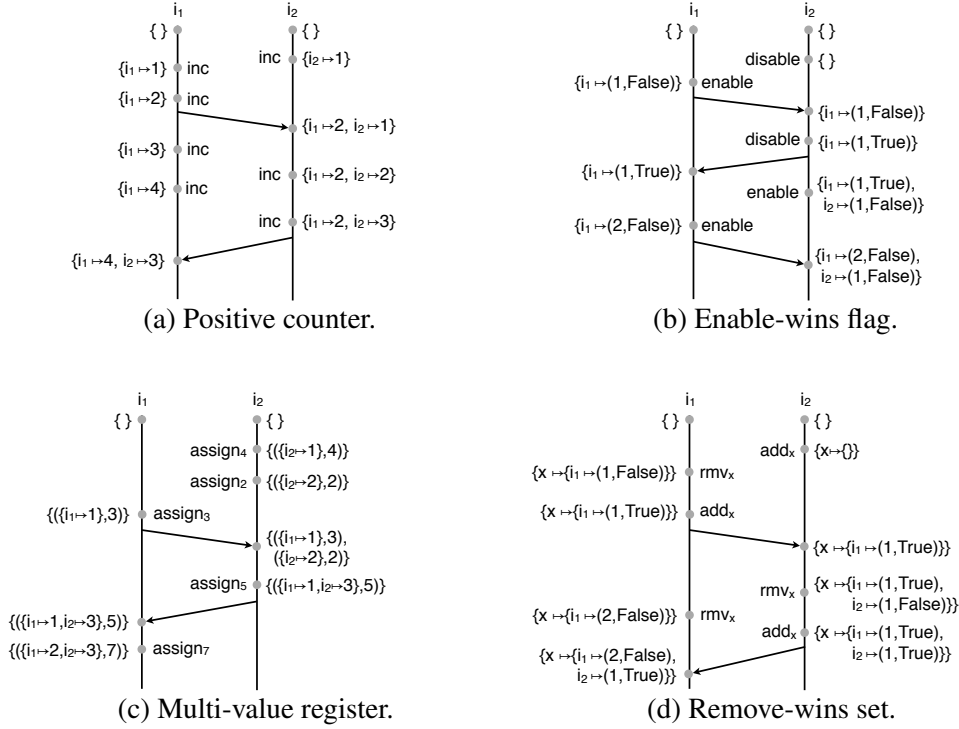 i₁ i₂
{ } { }
inc {i₂↦1}
{i₁↦1} inc
{i₁↦2} inc
{i₁↦2, i₂↦1}
{i₁↦3} inc
inc {i₁↦2, i₂↦2}
{i₁↦4} inc
inc {i₁↦2, i₂↦3}
{i₁↦4, i₂↦3}
(a) Positive counter.
i₁ i₂
{ } { }
disable { }
{i₁↦(1,False)} enable
{i₁↦(1,False)}
disable {i₁↦(1,True)}
{i₁↦(1,True)}
enable {i₁↦(1,True),
i₂↦(1,False)}
{i₁↦(2,False)} enable
{i₁↦(2,False),
i₂↦(1,False)}
(b) Enable-wins flag.
i₁ i₂
{ } { }
assign₄ {({i₂↦1},4)}
assign₂ {({i₂↦2},2)}
{({i₁↦1},3)} assign₃
{({i₁↦1},3),
({i₂↦2},2)}
assign₅ {({i₁↦1,i₂↦3},5)}
{({i₁↦1,i₂↦3},5)}
{({i₁↦2,i₂↦3},7)} assign₇
(c) Multi-value register.
i₁ i₂
{ } { }
addₓ {x↦{}}
{x↦{i₁↦(1,False)}} rmvₓ
{x↦{i₁↦(1,True)}} addₓ
{x↦{i₁↦(1,True)}}
rmvₓ {x↦{i₁↦(1,True),
i₂↦(1,False)}}
{x↦{i₁↦(2,False)}} rmvₓ
addₓ {x↦{i₁↦(1,True),
i₂↦(1,True)}}
{x↦{i₁↦(2,False),
i₂↦(1,True)}}
(d) Remove-wins set.